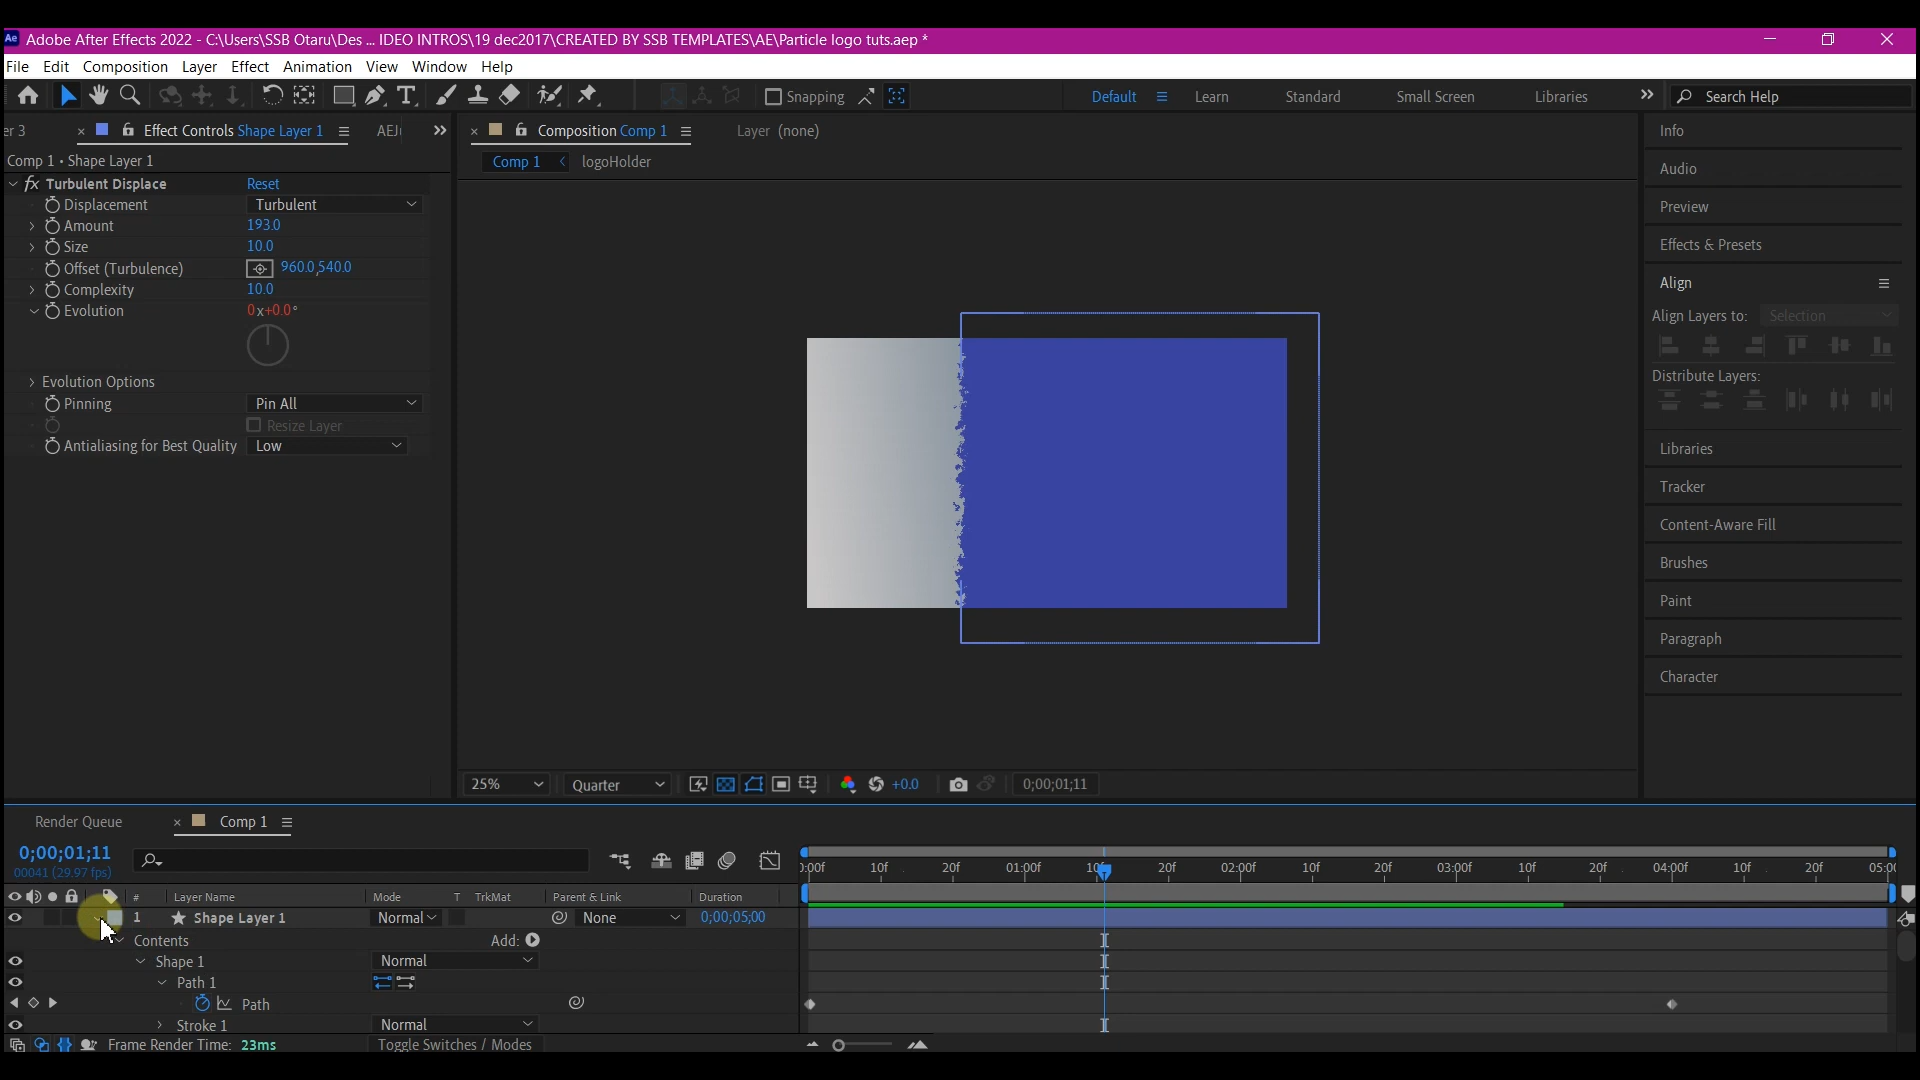 Ae Adobe After Effects 2022 - C:\Users\SSB Otaru\Des ... IDEO INTROS\19 dec2017\CREATED BY SSB TEMPLATES\AE\Particle logo tuts.aep *
File Edit Composition Layer Effect Animation View Window Help
Snapping Default Learn Standard Small Screen Libraries Search Help
er 3 Effect Controls Shape Layer 1 Composition Comp 1 Layer (none)
Comp 1 • Shape Layer 1
Comp 1 logoHolder
fx Turbulent Displace Reset
Displacement Turbulent
Amount 193.0
Size 10.0
Offset (Turbulence) 960.0,540.0
Complexity 10.0
Evolution 0x+0.0°
Evolution Options
Pinning Pin All
Resize Layer
Antialiasing for Best Quality Low
Info
Audio
Preview
Effects & Presets
Align
Align Layers to: Selection
Distribute Layers:
Libraries
Tracker
Content-Aware Fill
Brushes
Paint
Paragraph
Character
25% Quarter +0.0 0;00;01;11
Render Queue Comp 1
0;00;01;11
00041 (29.97 fps)
):00f 10f 20f 01:00f 10f 20f 02:00f 10f 20f 03:00f 10f 20f 04:00f 10f 20f 05:00
# Layer Name Mode T TrkMat Parent & Link Duration
1 Shape Layer 1 Normal None 0;00;05;00
Contents Add:
Shape 1 Normal
Path 1
Path
Stroke 1 Normal
Frame Render Time: 23ms Toggle Switches / Modes